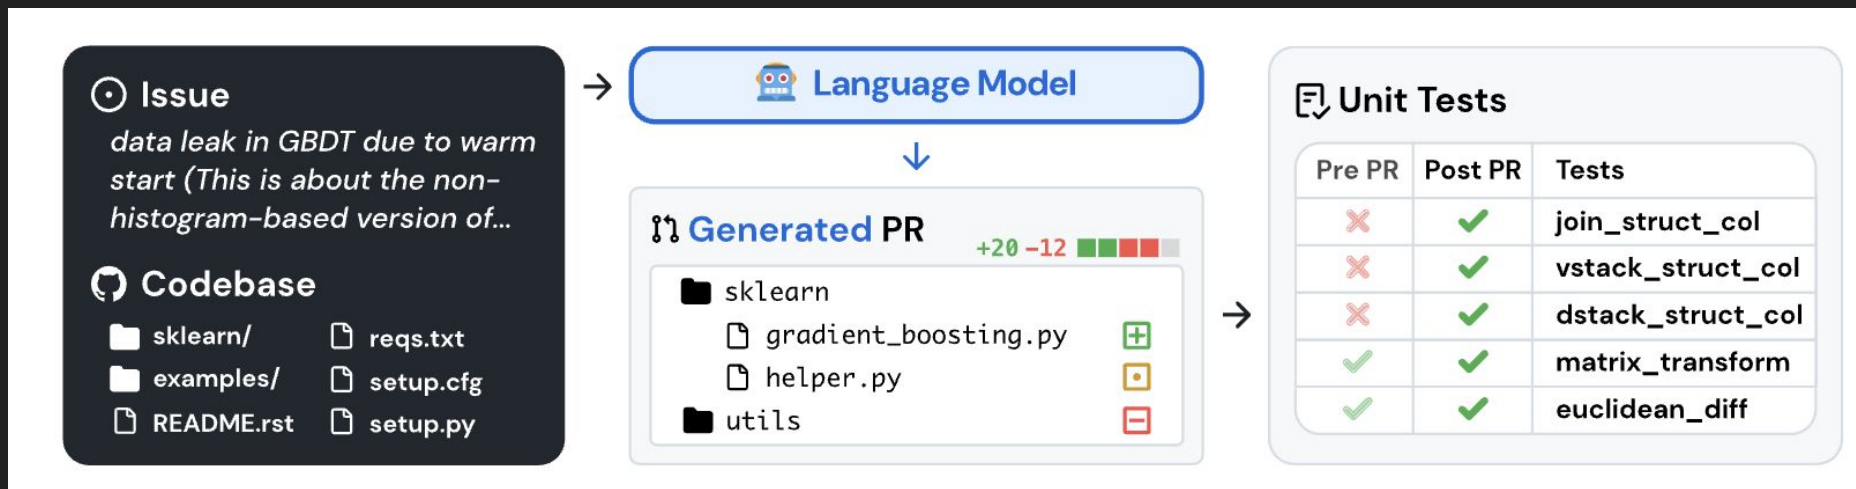 Issue
data leak in GBDT due to warm
start (This is about the non-
histogram-based version of...
Codebase
sklearn/
reqs.txt
examples/
setup.cfg
README.rst
setup.py
Language Model
Generated PR
+20 -12
sklearn
gradient_boosting.py
helper.py
utils
Unit Tests
Pre PR Post PR Tests
join_struct_col
vstack_struct_col
dstack_struct_col
matrix_transform
euclidean_diff